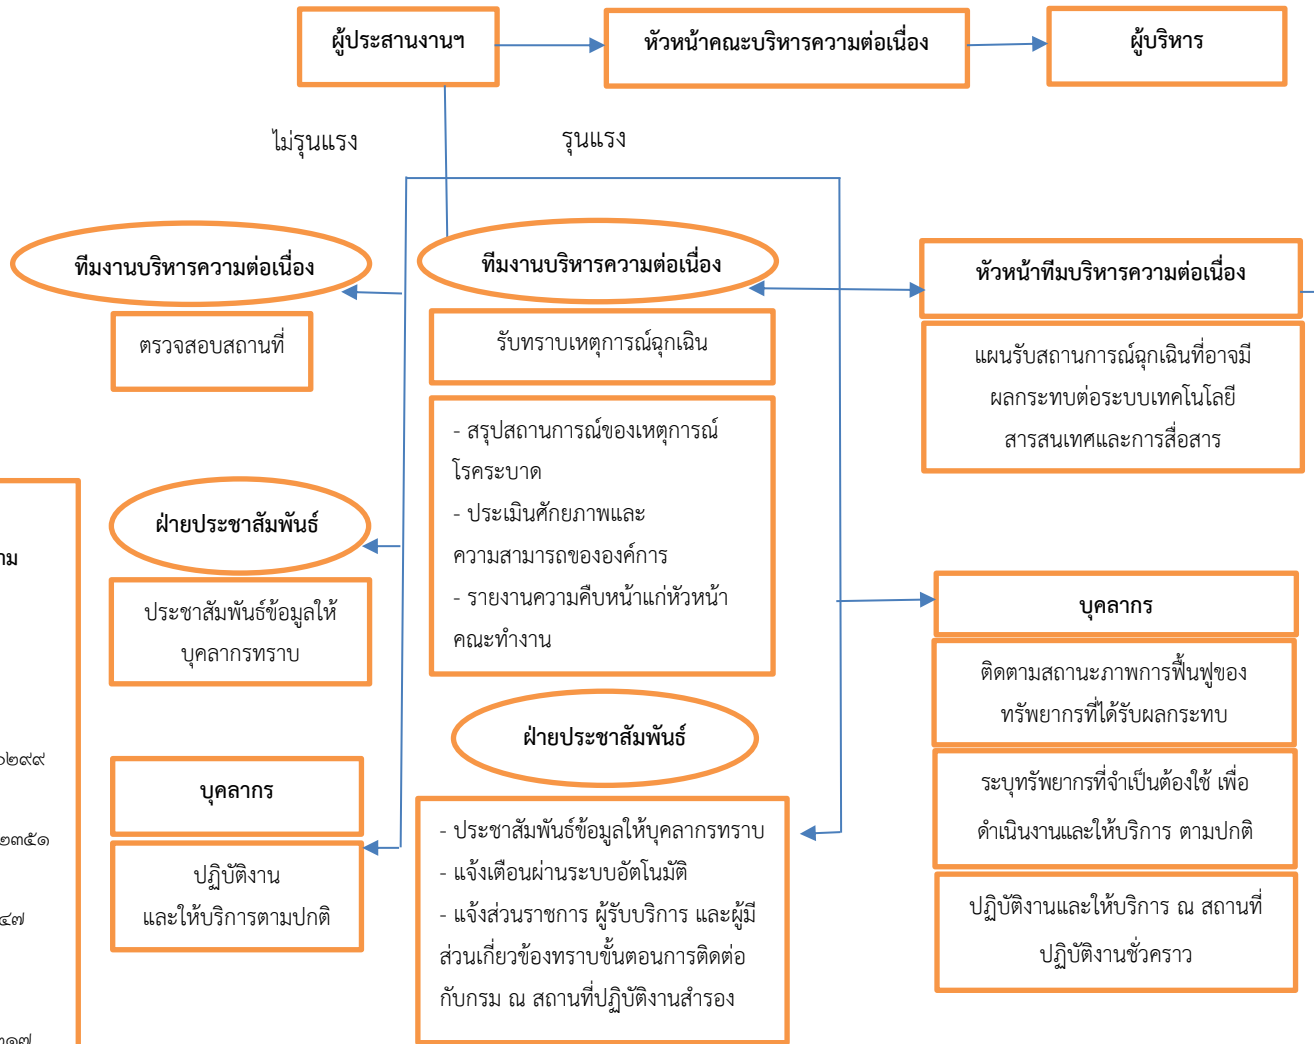 ผู้ประสานงานฯ
หัวหน้าคณะบริหารความต่อเนื่อง
ผู้บริหาร
ไม่รุนแรง
รุนแรง
ทีมงานบริหารความต่อเนื่อง
ตรวจสอบสถานที่
ทีมงานบริหารความต่อเนื่อง
รับทราบเหตุการณ์ฉุกเฉิน
- สรุปสถานการณ์ของเหตุการณ์
โรคระบาด
- ประเมินศักยภาพและ
ความสามารถขององค์การ
- รายงานความคืบหน้าแก่หัวหน้า
คณะทำงาน
หัวหน้าทีมบริหารความต่อเนื่อง
แผนรับสถานการณ์ฉุกเฉินที่อาจมี
ผลกระทบต่อระบบเทคโนโลยี
สารสนเทศและการสื่อสาร
ฝ่ายประชาสัมพันธ์
ประชาสัมพันธ์ข้อมูลให้
บุคลากรทราบ
บุคลากร
ปฏิบัติงาน
และให้บริการตามปกติ
ฝ่ายประชาสัมพันธ์
- ประชาสัมพันธ์ข้อมูลให้บุคลากรทราบ
- แจ้งเตือนผ่านระบบอัตโนมัติ
- แจ้งส่วนราชการ ผู้รับบริการ และผู้มี
ส่วนเกี่ยวข้องทราบขั้นตอนการติดต่อ
กับกรม ณ สถานที่ปฏิบัติงานสำรอง
บุคลากร
ติดตามสถานะภาพการฟื้นฟูของ
ทรัพยากรที่ได้รับผลกระทบ
ระบุทรัพยากรที่จำเป็นต้องใช้ เพื่อ
ดำเนินงานและให้บริการ ตามปกติ
ปฏิบัติงานและให้บริการ ณ สถานที่
ปฏิบัติงานชั่วคราว
าม
๒๙๙
๒๓๕๑
๔๗